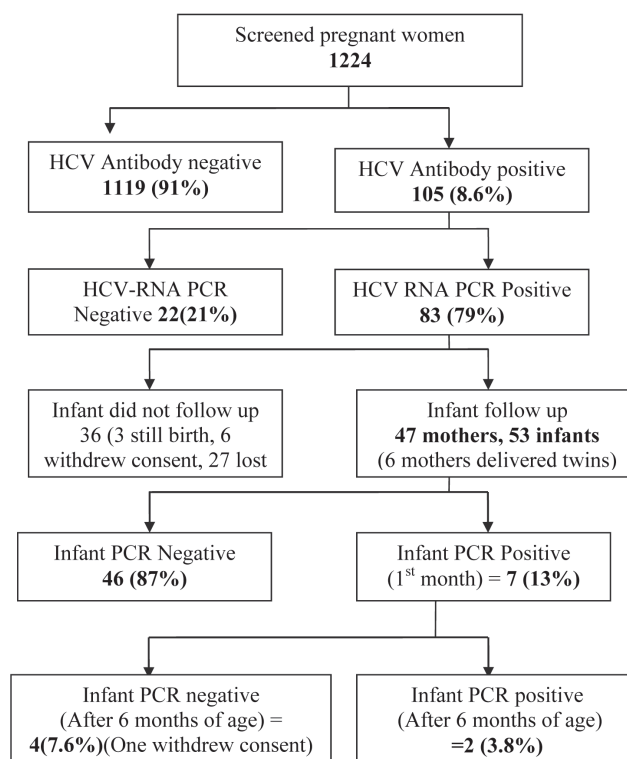 Screened pregnant women
1224
HCV Antibody negative
1119 (91%)
HCV Antibody positive
105 (8.6%)
HCV-RNA PCR
Negative 22(21%)
HCV RNA PCR Positive
83 (79%)
Infant did not follow up
36 (3 still birth, 6
withdrew consent, 27 lost
Infant follow up
47 mothers, 53 infants
(6 mothers delivered twins)
Infant PCR Negative
46 (87%)
Infant PCR Positive
(1st month) = 7 (13%)
Infant PCR negative
(After 6 months of age) =
4(7.6%)(One withdrew consent)
Infant PCR positive
(After 6 months of age)
=2 (3.8%)